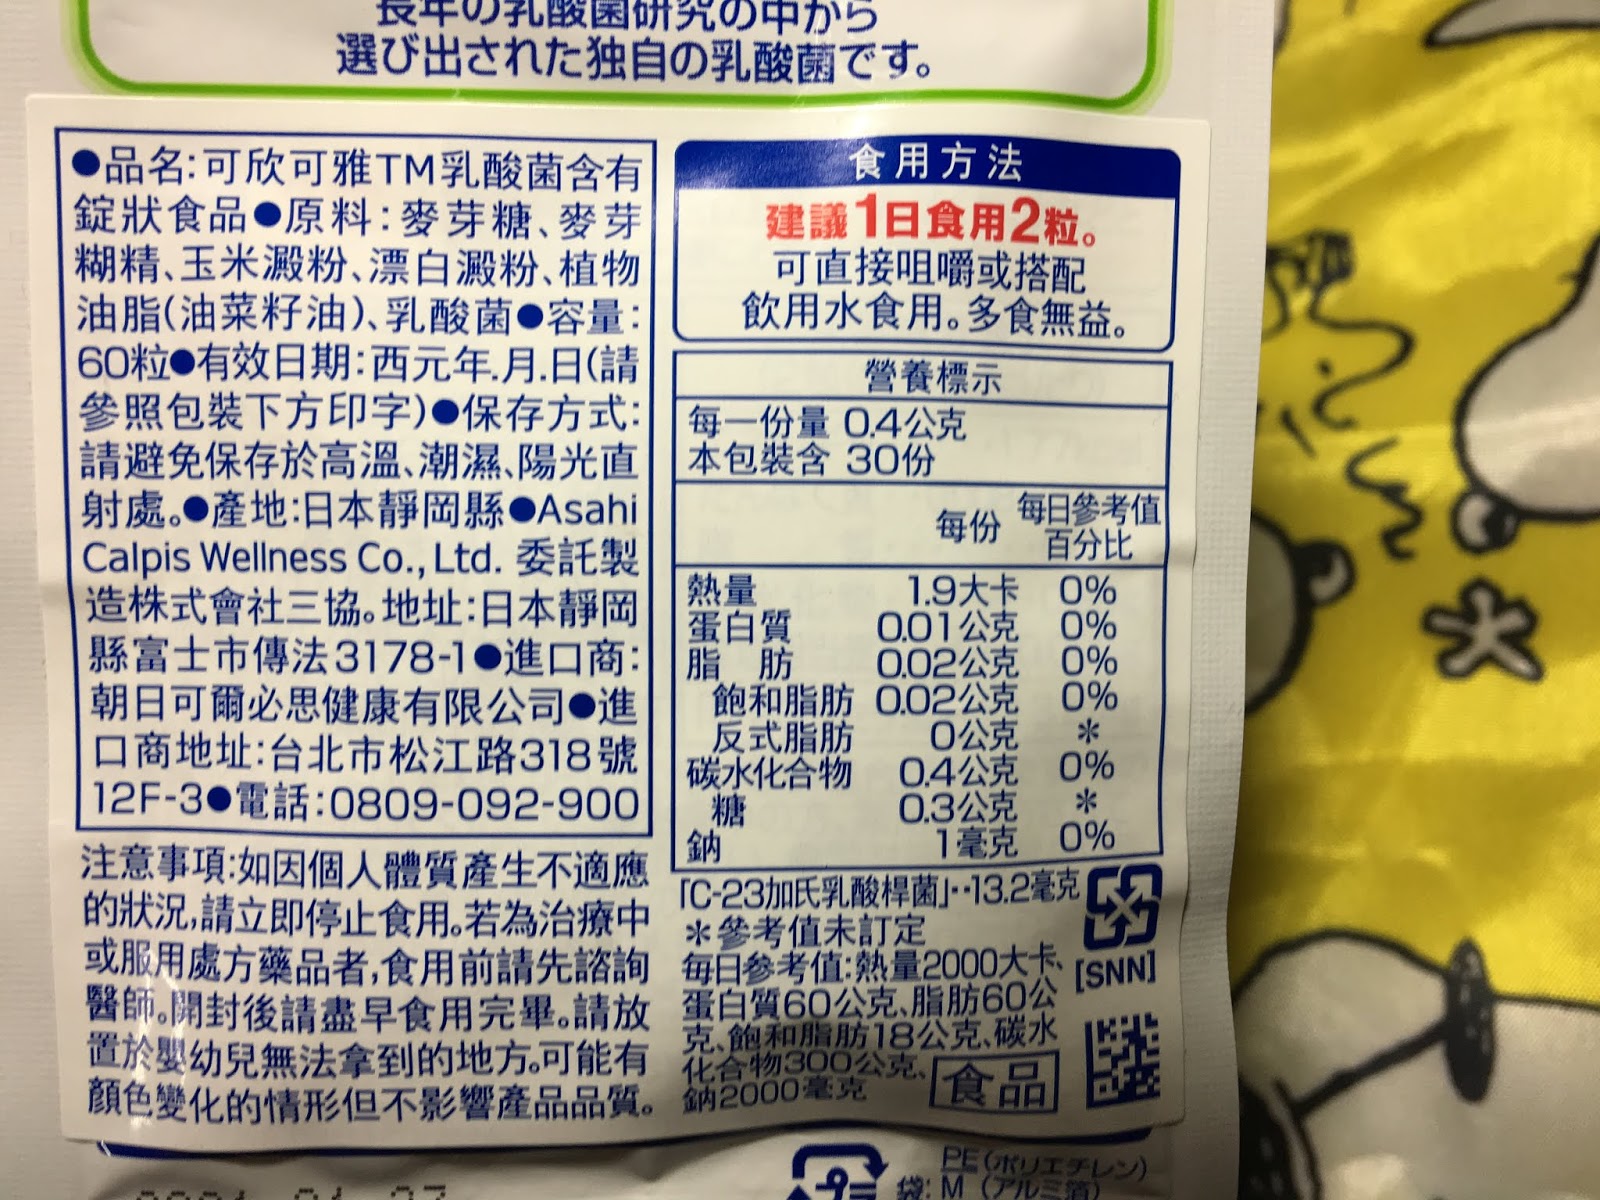 長年の乳酸菌研究の中から
選び出された独自の乳酸菌です。
●品名:可欣可雅TM乳酸菌含有
錠狀食品●原料:麥芽糖、麥芽
糊精、玉米澱粉、漂白澱粉、植物
油脂(油菜籽油)、乳酸菌●容量:
60粒●有效日期:西元年.月.日(請
參照包裝下方印字)●保存方式:
請避免保存於高溫、潮濕、陽光直
射處。●產地:日本靜岡縣●Asahi
Calpis Wellness Co., Ltd. 委託製
造株式會社三協。地址:日本靜岡
縣富士市傳法3178-1●進口商:
朝日可爾必思健康有限公司●進
口商地址:台北市松江路318號
12F-3●電話:0809-092-900
注意事項:如因個人體質產生不適應
的狀況,請立即停止食用。若為治療中
或服用處方藥品者,食用前請先諮詢
醫師。開封後請盡早食用完畢。請放
置於嬰幼兒無法拿到的地方。可能有
顏色變化的情形但不影響產品品質。
食用方法
建議1日食用2粒。
可直接咀嚼或搭配
飲用水食用。多食無益。
營養標示
每一份量 0.4公克
本包裝含 30份
每份 每日參考值
百分比
熱量 1.9大卡 0%
蛋白質 0.01公克 0%
脂 肪 0.02公克 0%
飽和脂肪 0.02公克 0%
反式脂肪 0公克 *
碳水化合物 0.4公克 0%
糖 0.3公克 *
鈉 1毫克 0%
「C-23加氏乳酸桿菌」‥13.2毫克
*參考值未訂定
每日參考值:熱量2000大卡、
蛋白質60公克、脂肪60公
克、飽和脂肪18公克、碳水
化合物300公克、
鈉2000毫克
[SNN]
食品
PE(ポリエチレン)
袋: M (アルミ箔)